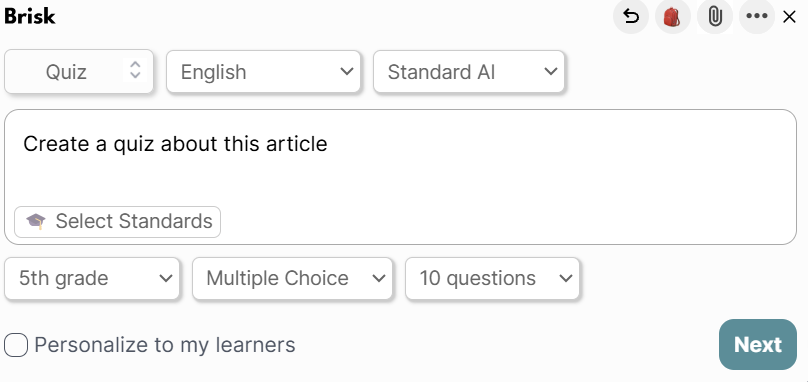 Brisk
Quiz English Standard AI
Create a quiz about this article
Select Standards
5th grade Multiple Choice 10 questions
Personalize to my learners Next